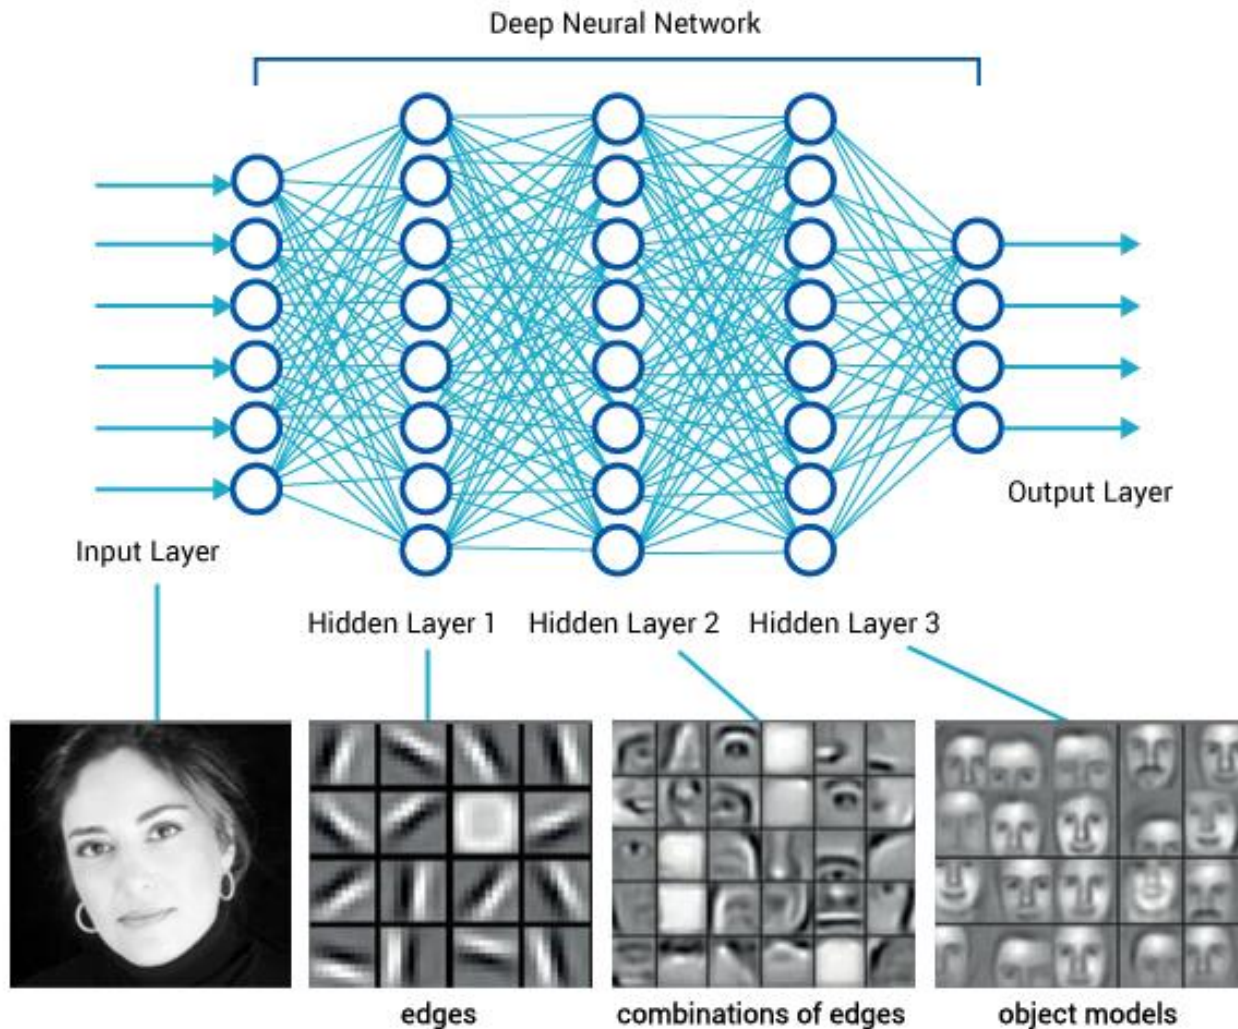 Deep Neural Network
Output Layer
Input Layer
Hidden Layer 1
Hidden Layer 2
Hidden Layer 3
edges
combinations of edges
object models